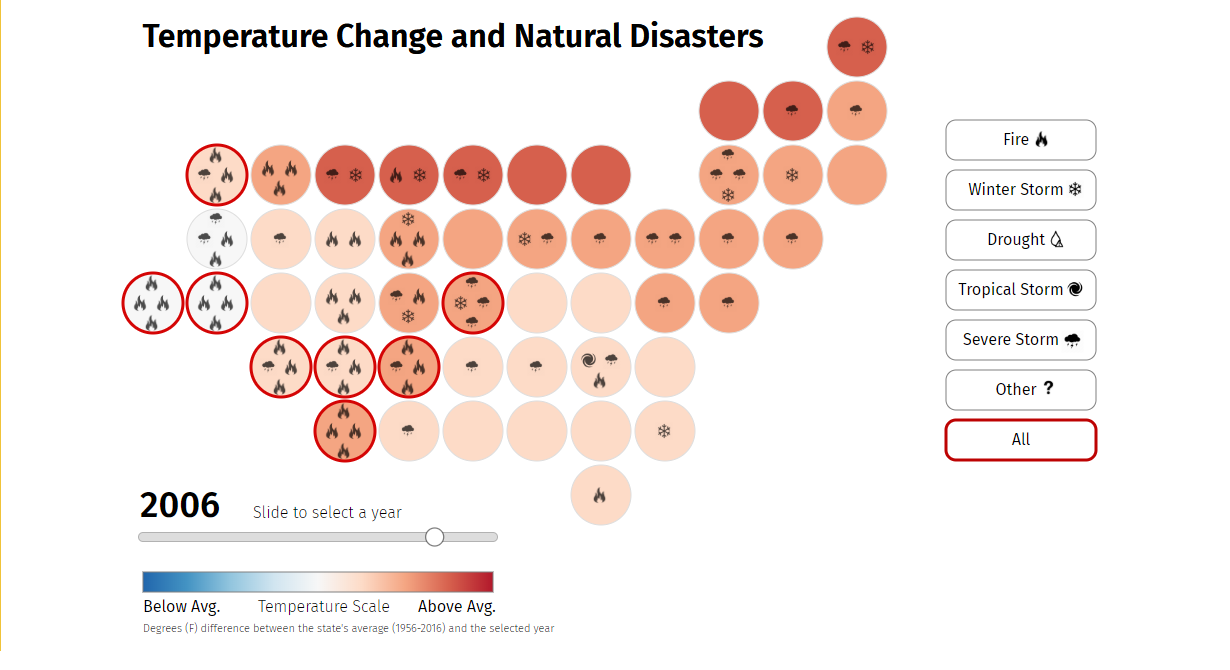 Temperature Change and Natural Disasters
Fire
Winter Storm
Drought
Tropical Storm
Severe Storm
Other ?
All
2006 Slide to select a year
Below Avg. Temperature Scale Above Avg.
Degrees (F) difference between the state's average (1956-2016) and the selected year